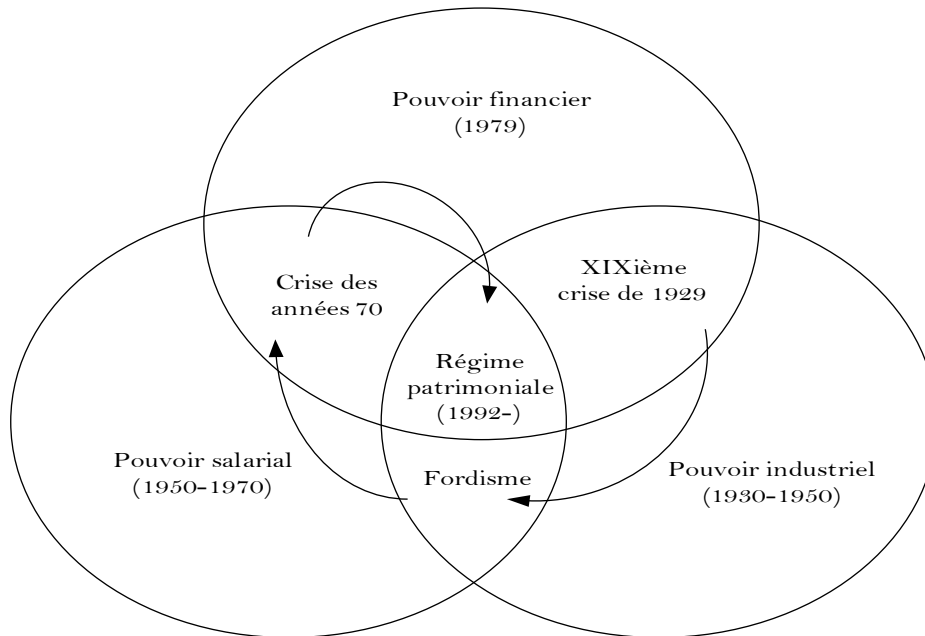 Pouvoir financier
(1979)
Crise des
années 70
XIXième
crise de 1929
Régime
patrimoniale
(1992-)
Pouvoir salarial
(1950-1970)
Fordisme
Pouvoir industriel
(1930-1950)